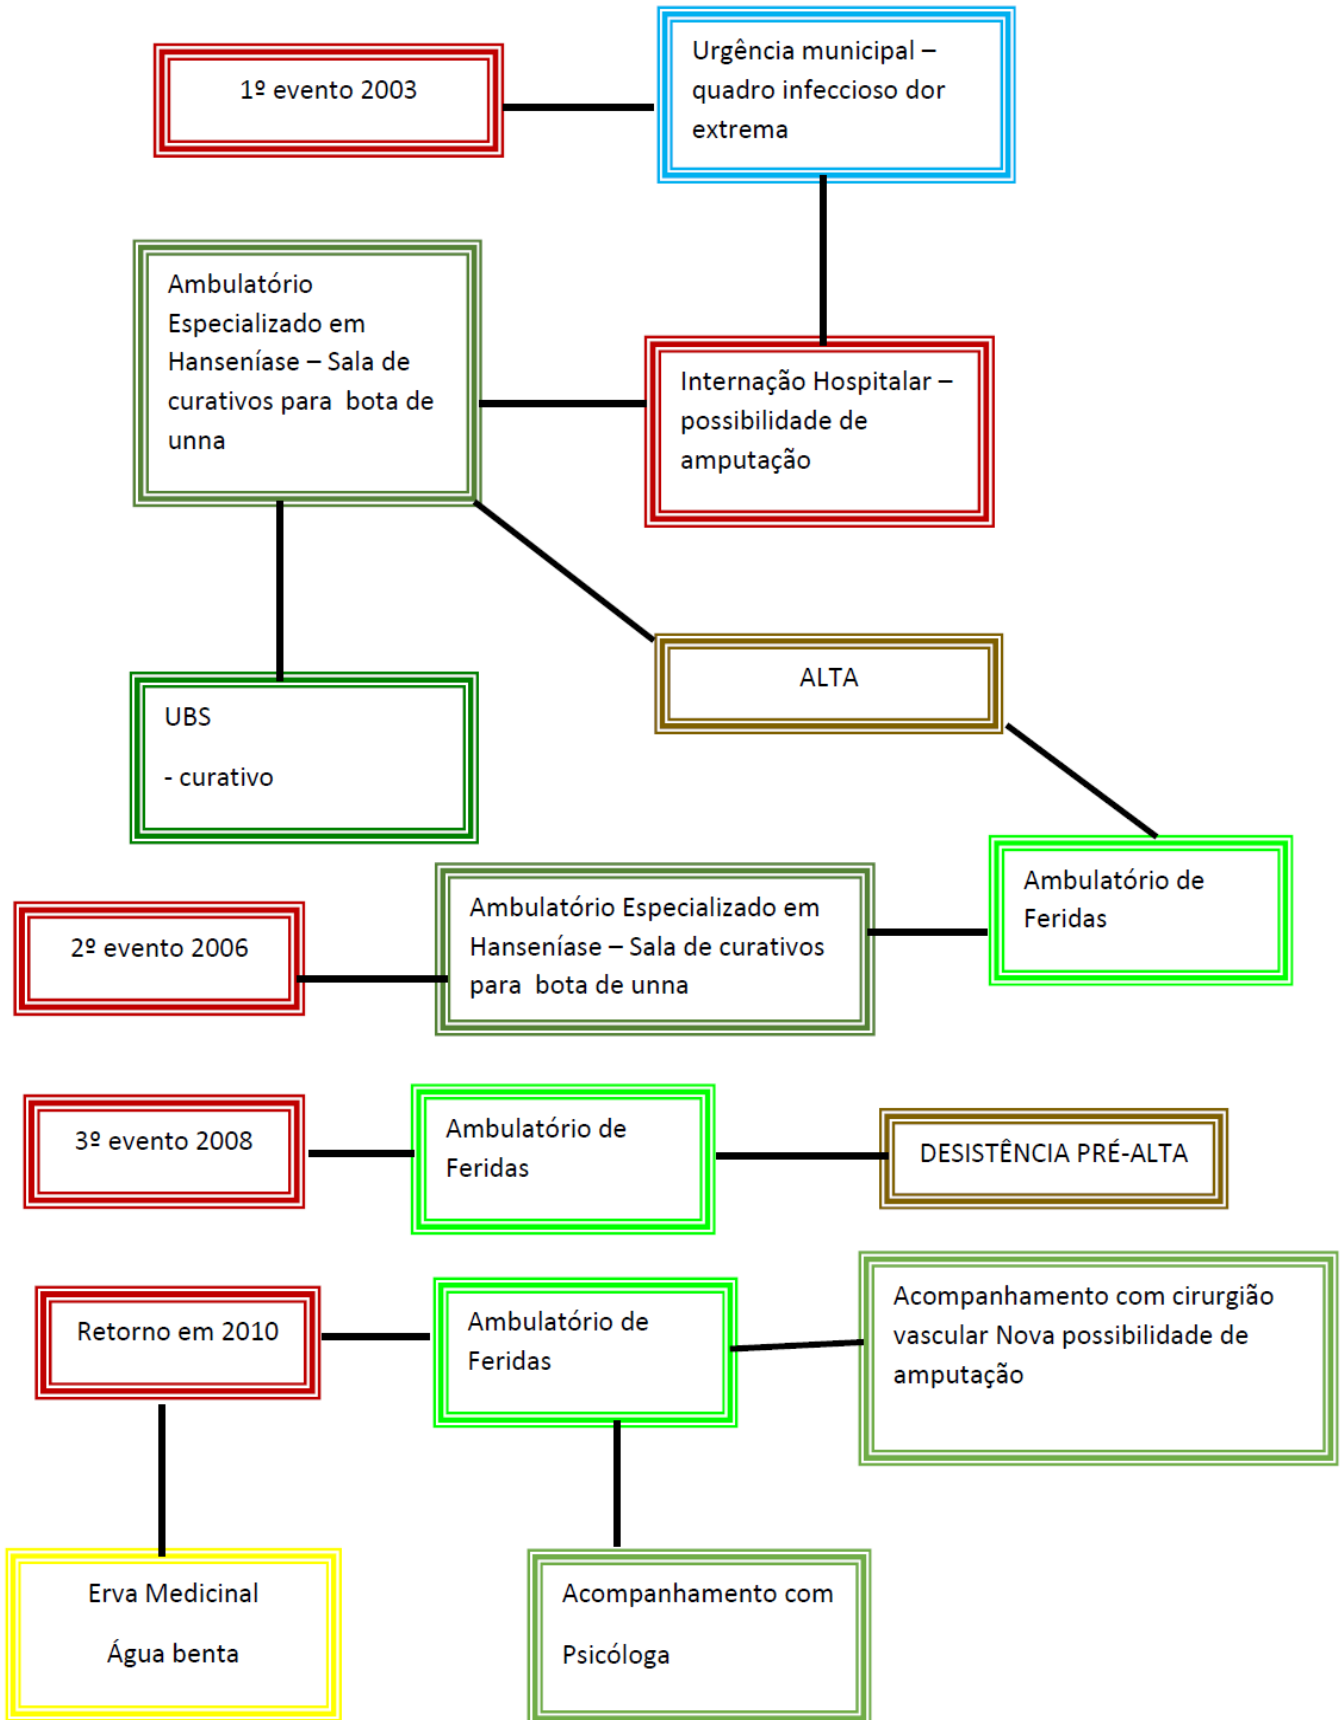 1º evento 2003
Urgência municipal –
quadro infeccioso dor
extrema
Ambulatório
Especializado em
Hanseníase – Sala de
curativos para  bota de
unna
Internação Hospitalar –
possibilidade de
amputação
ALTA
UBS
- curativo
Ambulatório de
Feridas
2º evento 2006
Ambulatório Especializado em
Hanseníase – Sala de curativos
para  bota de unna
3º evento 2008
Ambulatório de
Feridas
DESISTÊNCIA PRÉ-ALTA
Retorno em 2010
Ambulatório de
Feridas
Acompanhamento com cirurgião
vascular Nova possibilidade de
amputação
Erva Medicinal
Água benta
Acompanhamento com
Psicóloga